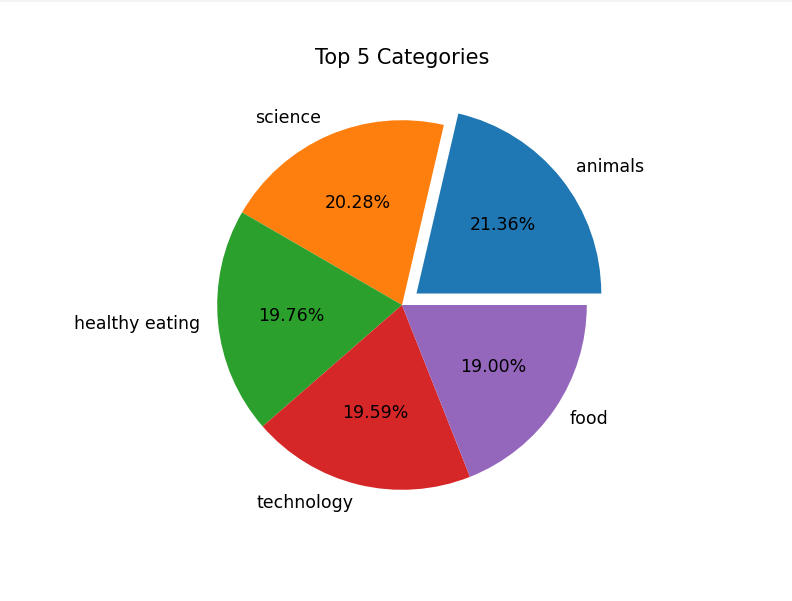 Top 5 Categories
science
animals
20.28%
21.36%
healthy eating
19.76%
19.00%
19.59%
food
technology